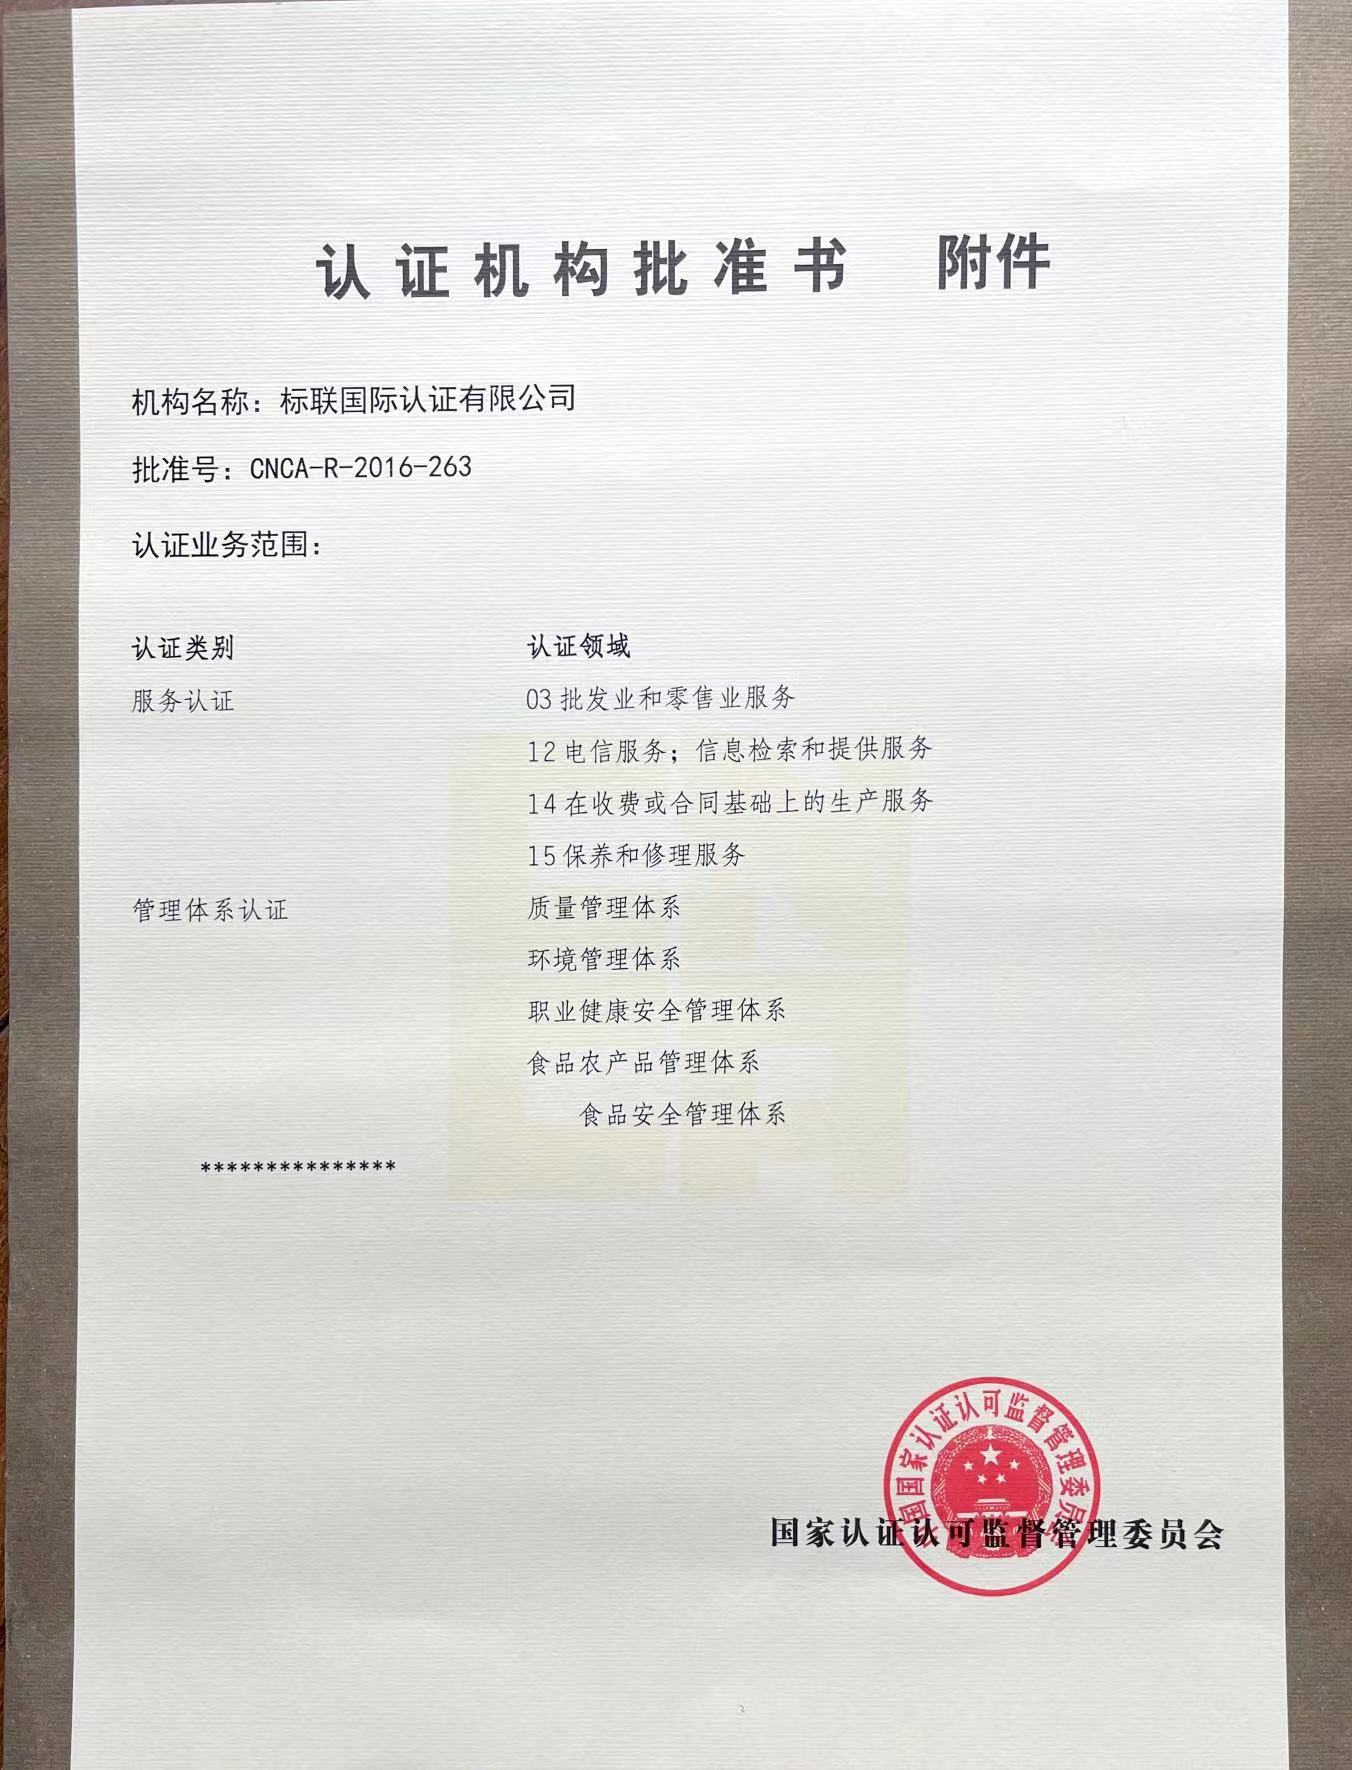 认证机构批准书 附件
机构名称：标联国际认证有限公司
批准号：CNCA-R-2016-263
认证业务范围：
认证类别 认证领域
服务认证 03 批发业和零售业服务
12 电信服务；信息检索和提供服务
14 在收费或合同基础上的生产服务
15 保养和修理服务
管理体系认证 质量管理体系
环境管理体系
职业健康安全管理体系
食品农产品管理体系
食品安全管理体系
***************
国国家认证认可监督管理委员
国家认证认可监督管理委员会
2